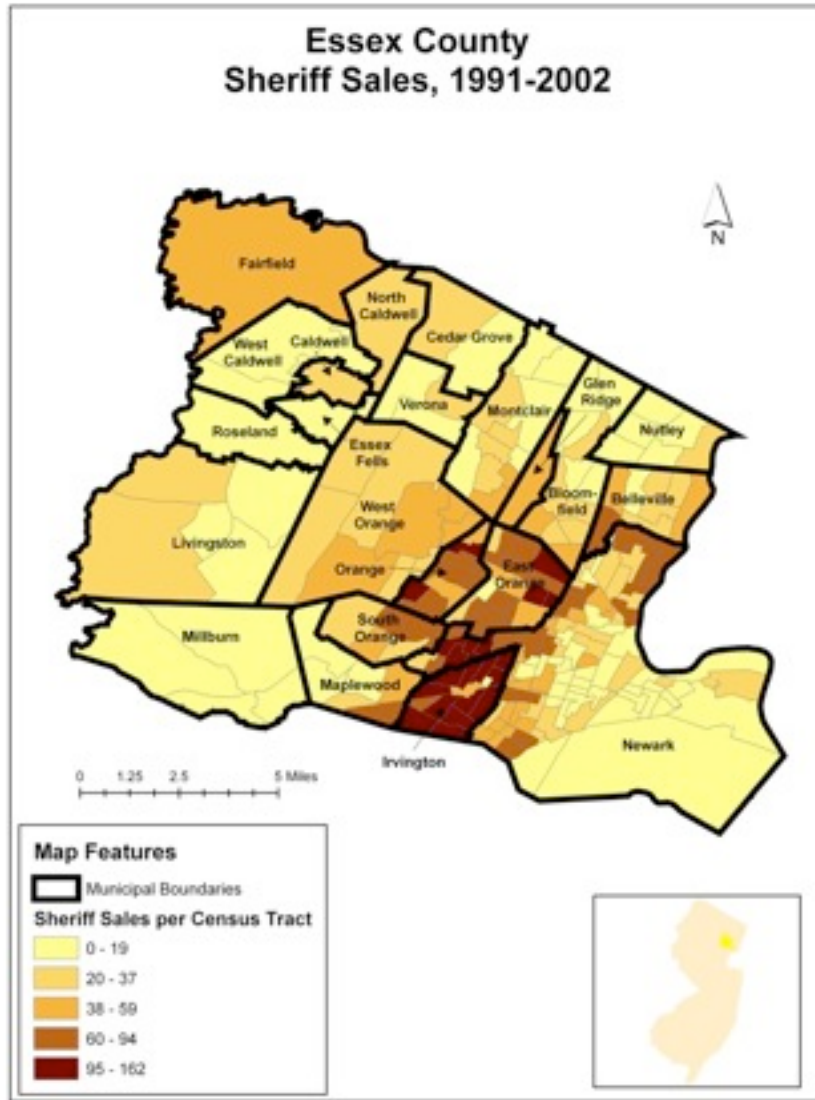 Essex County
Sheriff Sales, 1991-2002
N
Fairfield
North
Caldwell
Cedar Grove
West
Caldwell
Caldwell
Verona
Montclair
Glen
Ridge
Nutley
Roseland
Essex
Fells
Bloom-
field
Belleville
West
Orange
Livingston
Orange
East
Orange
South
Orange
Millburn
Maplewood
Newark
Irvington
0 1.25 2.5 5 Miles
Map Features
Municipal Boundaries
Sheriff Sales per Census Tract
0 - 19
20 - 37
38 - 59
60 - 94
95 - 162